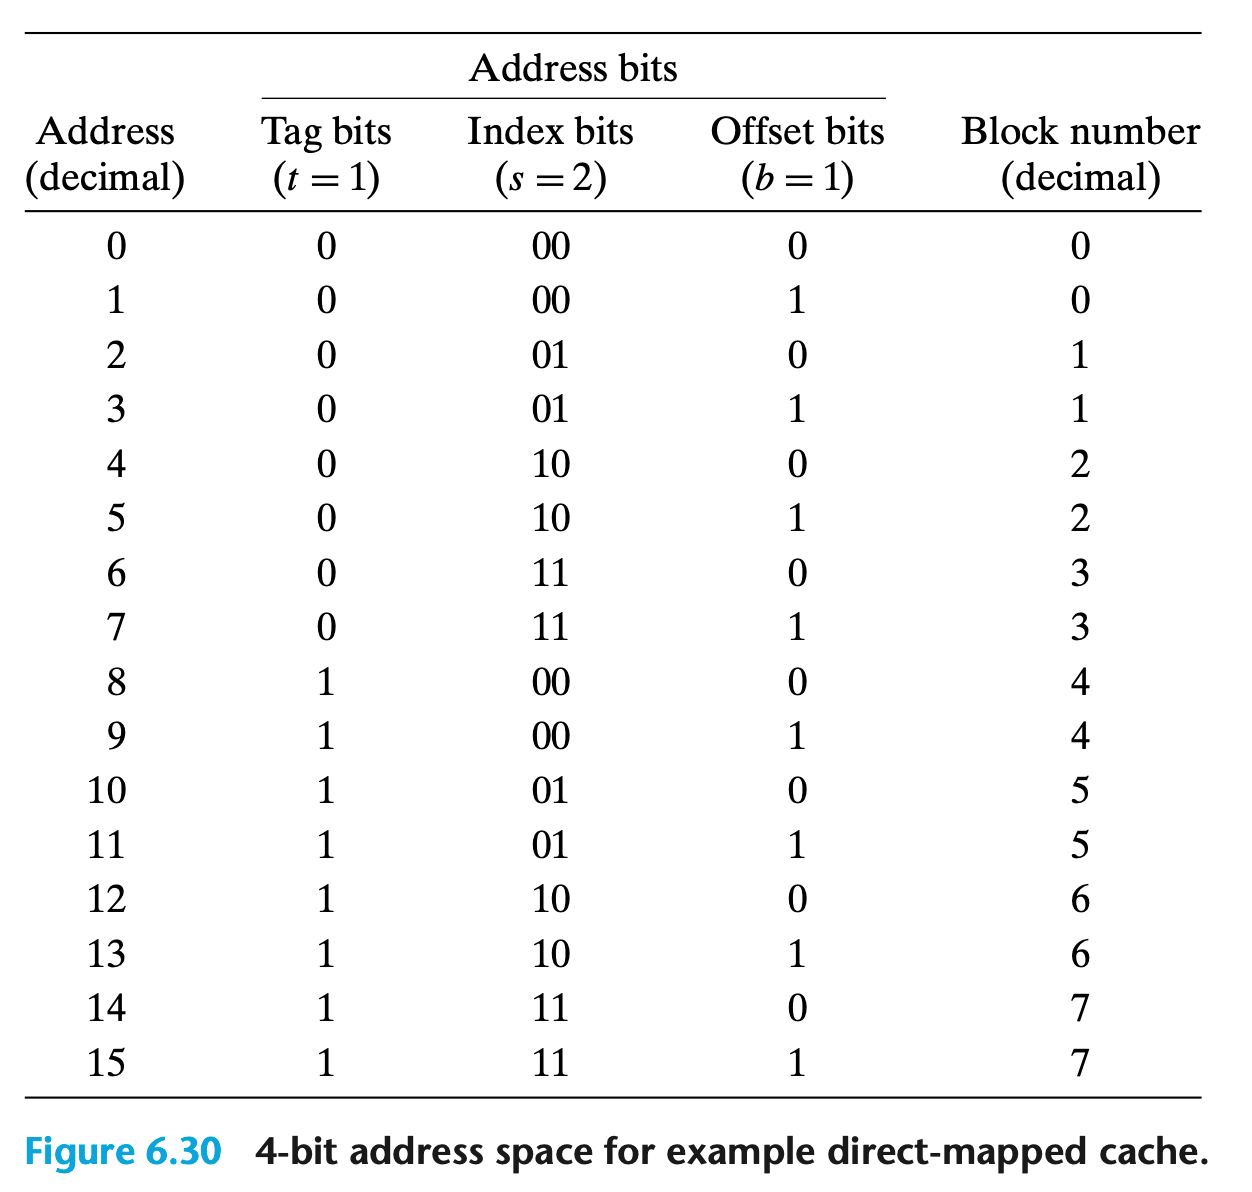 Address bits
Address Tag bits Index bits Offset bits Block number
(decimal) (t = 1) (s = 2) (b = 1) (decimal)
0 0 00 0 0
1 0 00 1 0
2 0 01 0 1
3 0 01 1 1
4 0 10 0 2
5 0 10 1 2
6 0 11 0 3
7 0 11 1 3
8 1 00 0 4
9 1 00 1 4
10 1 01 0 5
11 1 01 1 5
12 1 10 0 6
13 1 10 1 6
14 1 11 0 7
15 1 11 1 7
Figure 6.30 4-bit address space for example direct-mapped cache.